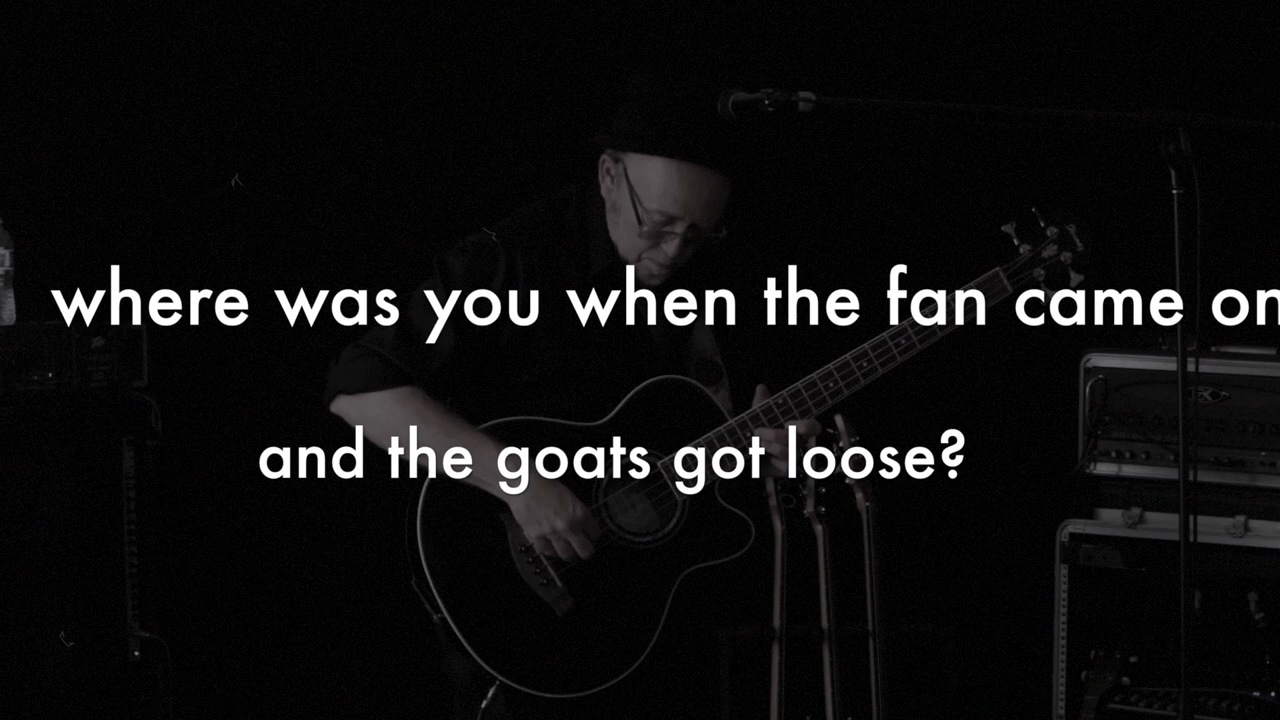 where was you when the fan came on
and the goats got loose?